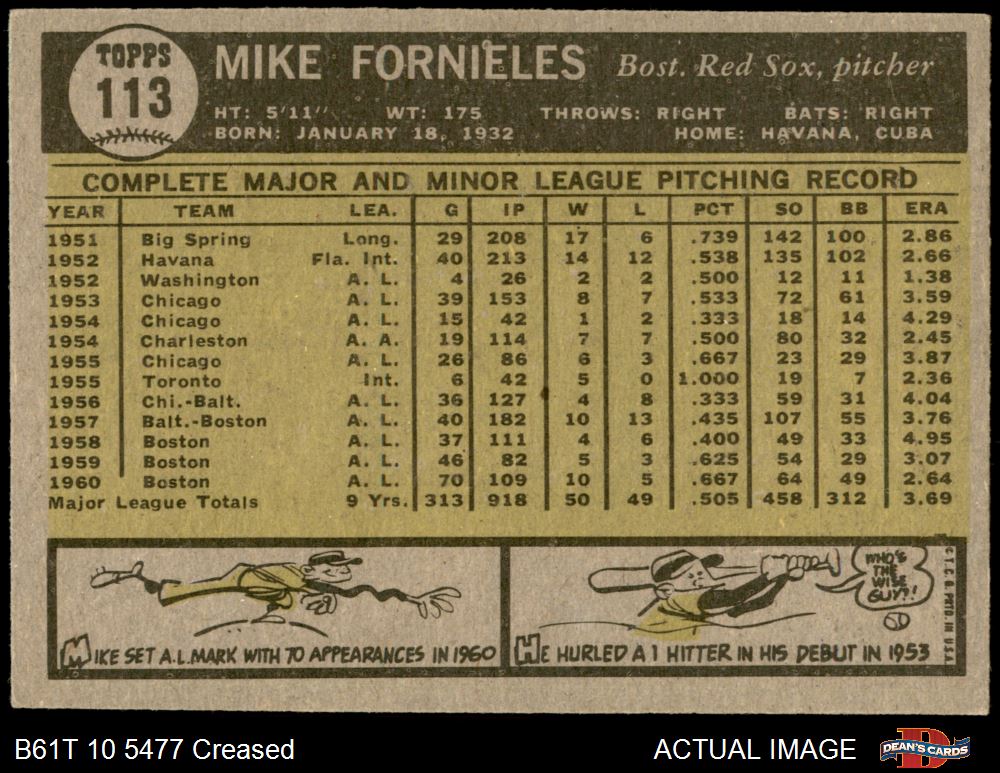 TOPPS
113
MIKE FORNIELES Bost. Red Sox, pitcher
HT: 5'11" WT: 175 THROWS: RIGHT BATS: RIGHT
BORN: JANUARY 18, 1932 HOME: HAVANA, CUBA
COMPLETE MAJOR AND MINOR LEAGUE PITCHING RECORD
YEAR TEAM LEA. G IP W L PCT SO BB ERA
1951 Big Spring Long. 29 208 17 6 .739 142 100 2.86
1952 Havana Fla. Int. 40 213 14 12 .538 135 102 2.66
1952 Washington A. L. 4 26 2 2 .500 12 11 1.38
1953 Chicago A. L. 39 153 8 7 .533 72 61 3.59
1954 Chicago A. L. 15 42 1 2 .333 18 14 4.29
1954 Charleston A. A. 19 114 7 7 .500 80 32 2.45
1955 Chicago A. L. 26 86 6 3 .667 23 29 3.87
1955 Toronto Int. 6 42 5 0 1.000 19 7 2.36
1956 Chi.-Balt. A. L. 36 127 4 8 .333 59 31 4.04
1957 Balt.-Boston A. L. 40 182 10 13 .435 107 55 3.76
1958 Boston A. L. 37 111 4 6 .400 49 33 4.95
1959 Boston A. L. 46 82 5 3 .625 54 29 3.07
1960 Boston A. L. 70 109 10 5 .667 64 49 2.64
Major League Totals 9 Yrs. 313 918 50 49 .505 458 312 3.69
WHO'S
THE
WISE
GUY?!
MIKE SET A.L. MARK WITH 70 APPEARANCES IN 1960
HE HURLED A 1 HITTER IN HIS DEBUT IN 1953
© T. C. G. PRTD. IN U.S.A.
B61T 10 5477 Creased
ACTUAL IMAGE
DEAN'S CARDS